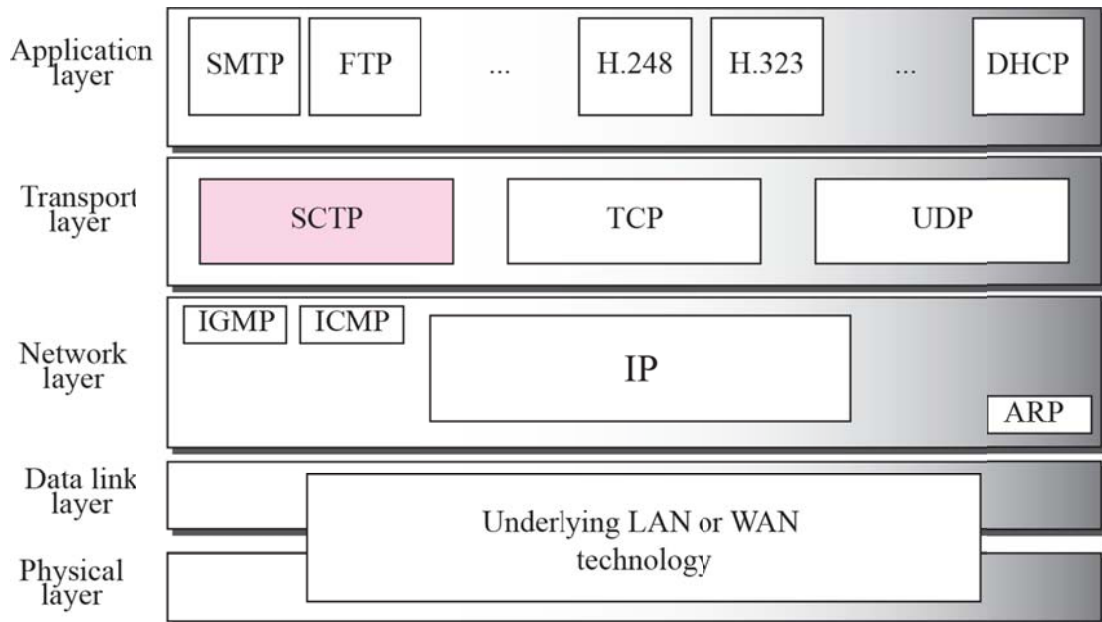 Application
layer
SMTP
FTP
...
H.248
H.323
...
DHCP
Transport
layer
SCTP
TCP
UDP
Network
layer
IGMP
ICMP
IP
ARP
Data link
layer
Underlying LAN or WAN
technology
Physical
layer